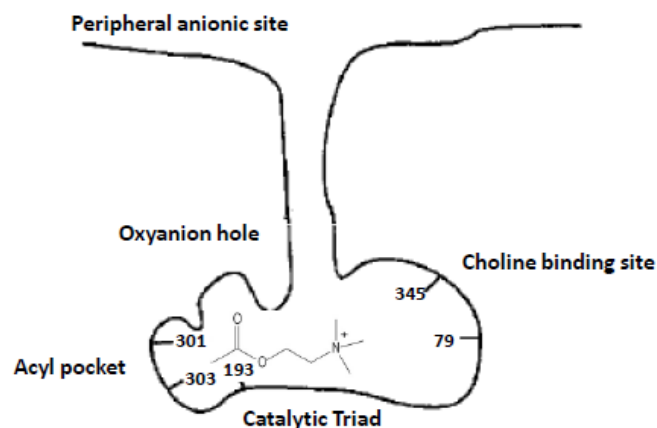 Peripheral anionic site
Oxyanion hole
Choline binding site
345
301
O
N
+
79
Acyl pocket
303
193
O
Catalytic Triad